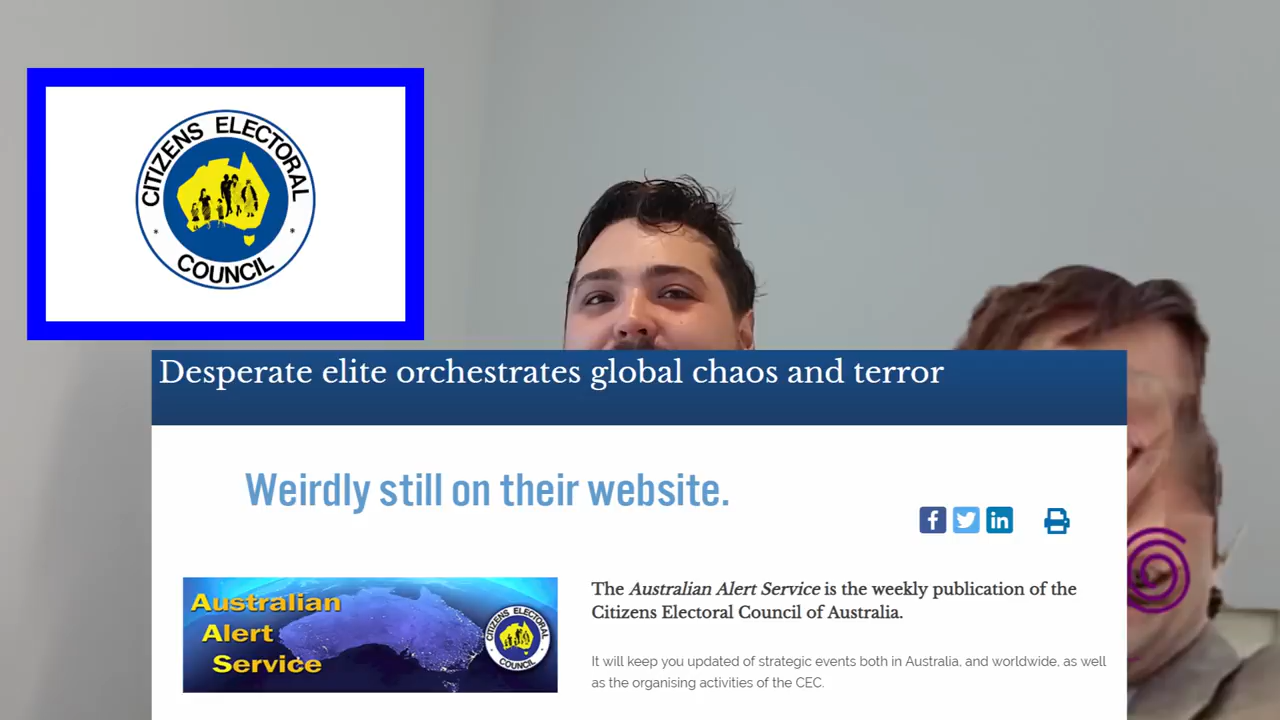 CITIZENS ELECTORAL
COUNCIL
Desperate elite orchestrates global chaos and terror
Weirdly still on their website.
Australian
Alert
Service
CITIZENS ELECTORAL
COUNCIL
The Australian Alert Service is the weekly publication of the
Citizens Electoral Council of Australia.
It will keep you updated of strategic events both in Australia, and worldwide, as well
as the organising activities of the CEC.